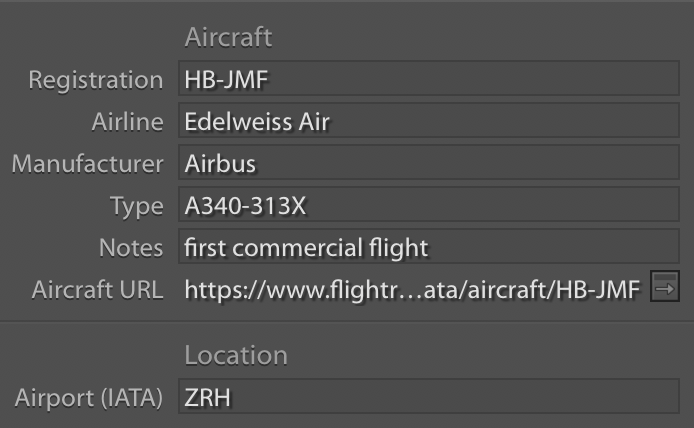 Aircraft
Registration HB-JMF
Airline Edelweiss Air
Manufacturer Airbus
Type A340-313X
Notes first commercial flight
Aircraft URL https://www.flightr…ata/aircraft/HB-JMF
Location
Airport (IATA) ZRH